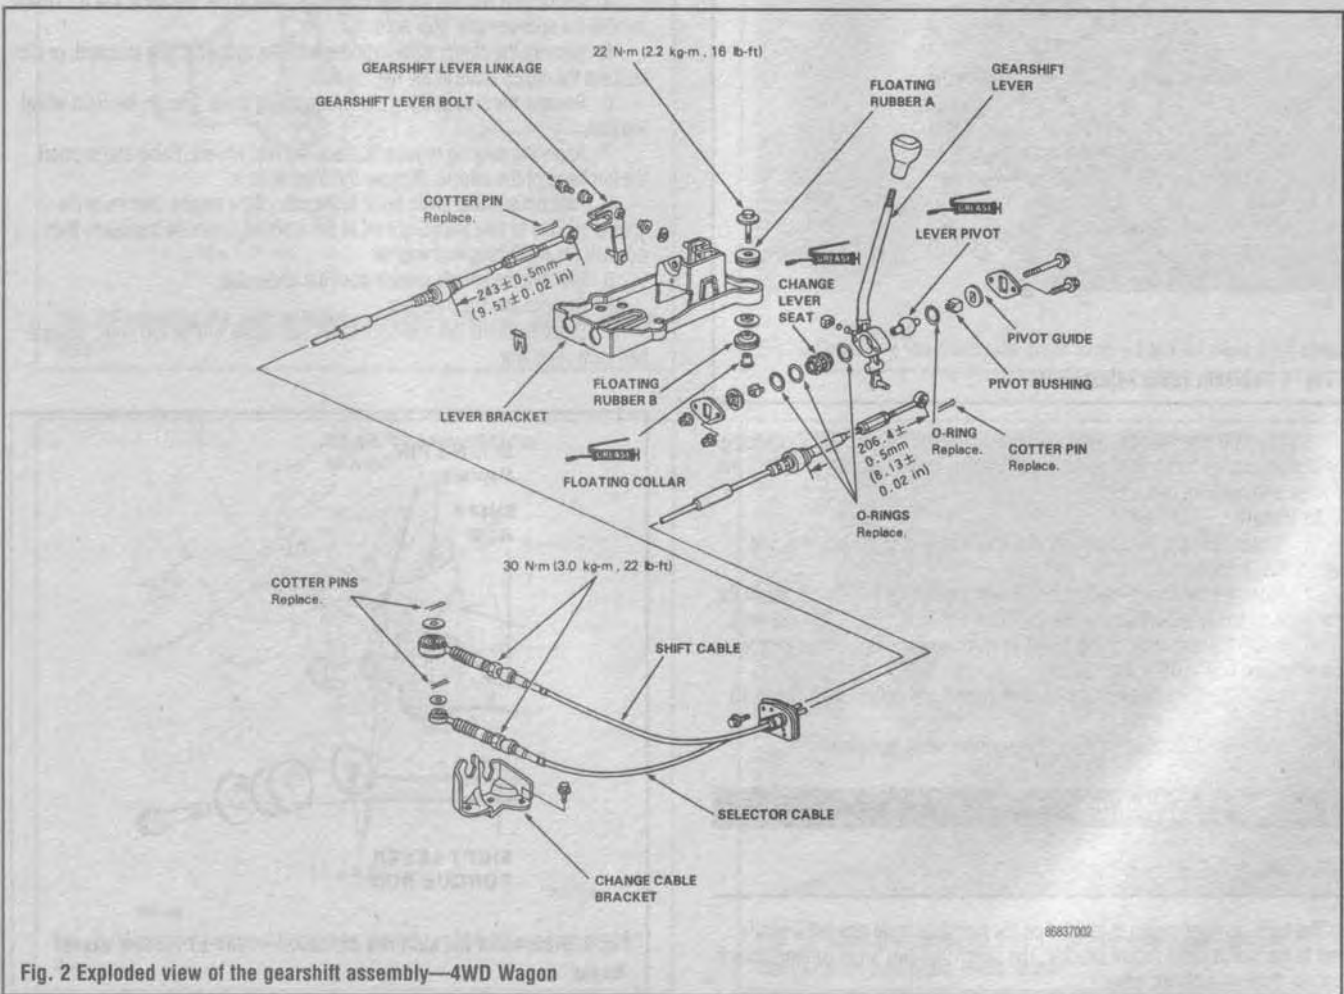 22 N·m (2.2 kg-m, 16 lb-ft)
GEARSHIFT LEVER LINKAGE
GEARSHIFT LEVER BOLT
FLOATING
RUBBER A
GEARSHIFT
LEVER
COTTER PIN
Replace.
GREASE
LEVER PIVOT
243±0.5mm
(9.57±0.02 in)
GREASE
CHANGE
LEVER
SEAT
PIVOT GUIDE
PIVOT BUSHING
FLOATING
RUBBER B
LEVER BRACKET
GREASE
FLOATING COLLAR
206.4±
0.5mm
(8.13±
0.02 in)
O-RING
Replace.
COTTER PIN
Replace.
O-RINGS
Replace.
30 N·m (3.0 kg-m, 22 lb-ft)
COTTER PINS
Replace.
SHIFT CABLE
SELECTOR CABLE
CHANGE CABLE
BRACKET
86837002
Fig. 2 Exploded view of the gearshift assembly—4WD Wagon